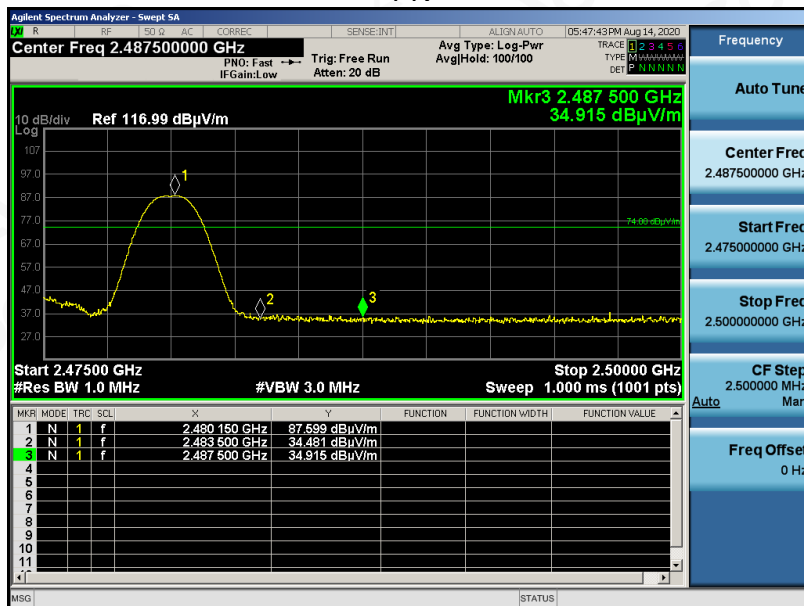 Agilent Spectrum Analyzer - Swept SA
LXI R RF 50 Ω AC CORREC SENSE:INT ALIGN AUTO 05:47:43 PM Aug 14, 2020
Center Freq 2.487500000 GHz
PNO: Fast
IFGain:Low
Trig: Free Run
Atten: 20 dB
Avg Type: Log-Pwr
Avg|Hold: 100/100
TRACE 1 2 3 4 5 6
TYPE M
DET P N N N N N
Mkr3 2.487 500 GHz
34.915 dBµV/m
10 dB/div Ref 116.99 dBµV/m
Log
107
97.0
87.0
77.0
67.0
57.0
47.0
37.0
27.0
1
2
3
74.00 dBµV/m
Start 2.47500 GHz Stop 2.50000 GHz
#Res BW 1.0 MHz #VBW 3.0 MHz Sweep 1.000 ms (1001 pts)
MKR MODE TRC SCL X Y FUNCTION FUNCTION WIDTH FUNCTION VALUE
1 N 1 f 2.480 150 GHz 87.599 dBµV/m
2 N 1 f 2.483 500 GHz 34.481 dBµV/m
3 N 1 f 2.487 500 GHz 34.915 dBµV/m
4
5
6
7
8
9
10
11
MSG STATUS
Frequency
Auto Tune
Center Freq
2.487500000 GHz
Start Freq
2.475000000 GHz
Stop Freq
2.500000000 GHz
CF Step
2.500000 MHz
Auto Man
Freq Offset
0 Hz